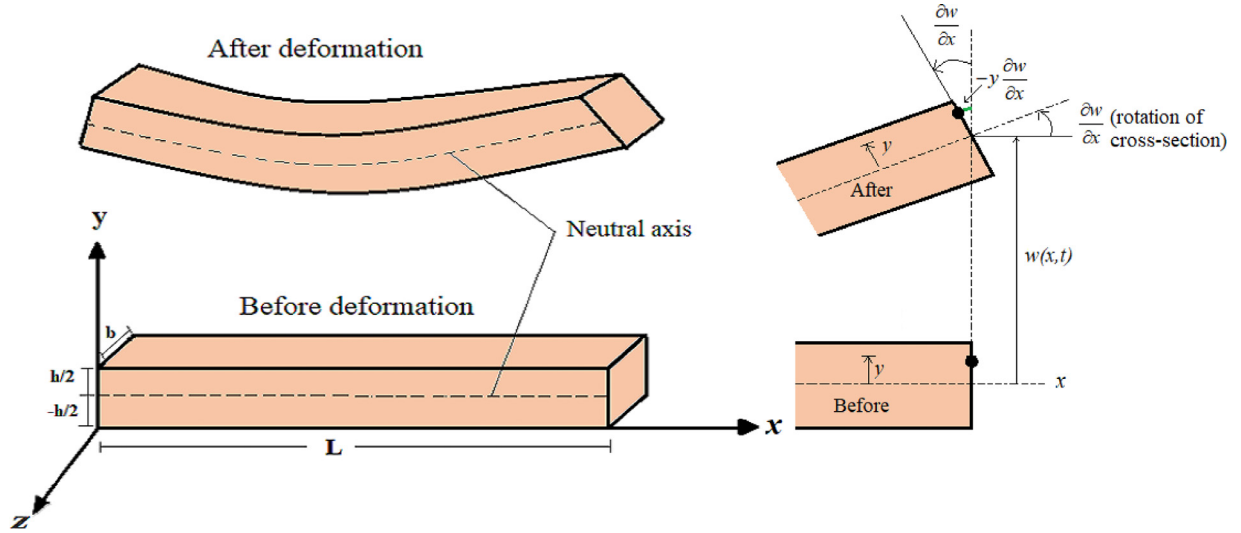 After deformation
Neutral axis
y
Before deformation
b
h/2
-h/2
L
x
z
∂w
∂x
−y ∂w
∂x
∂w
∂x
(rotation of
cross-section)
y
After
w(x,t)
y
x
Before